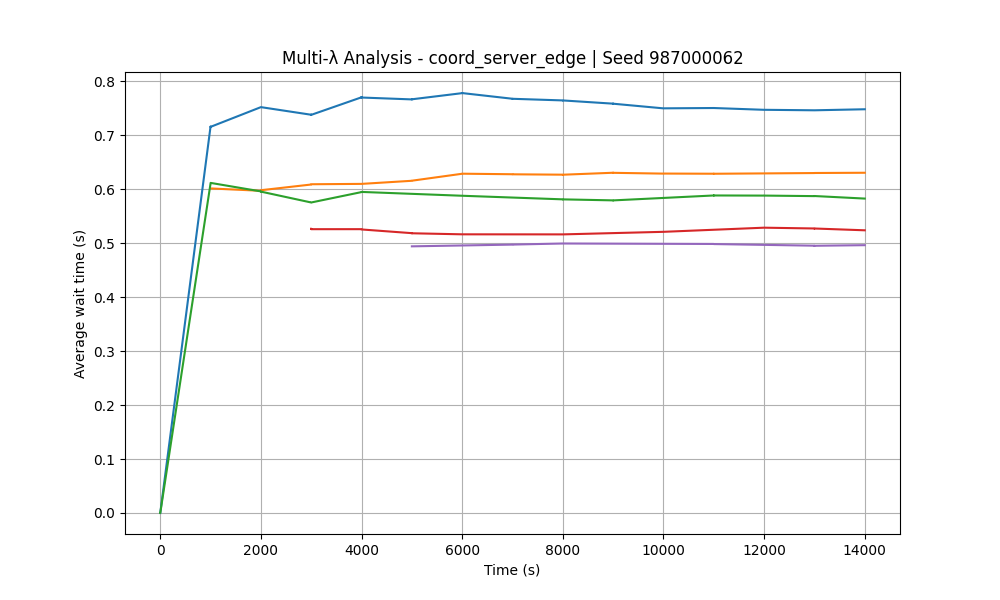 Multi-λ Analysis - coord_server_edge | Seed 987000062
0.8
0.7
0.6
0.5
0.4
0.3
0.2
0.1
0.0
Average wait time (s)
0 2000 4000 6000 8000 10000 12000 14000
Time (s)